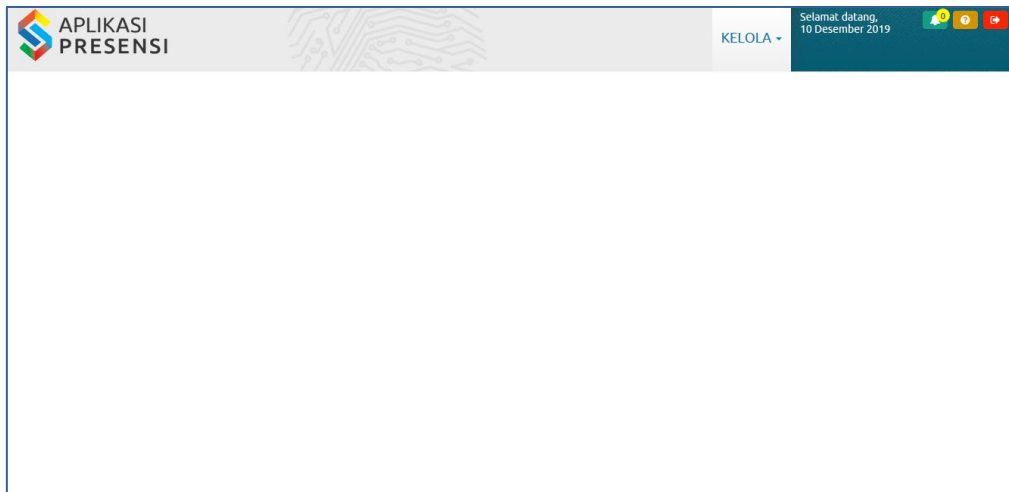 APLIKASI
PRESENSI
KELOLA
Selamat datang,
10 Desember 2019
0
?